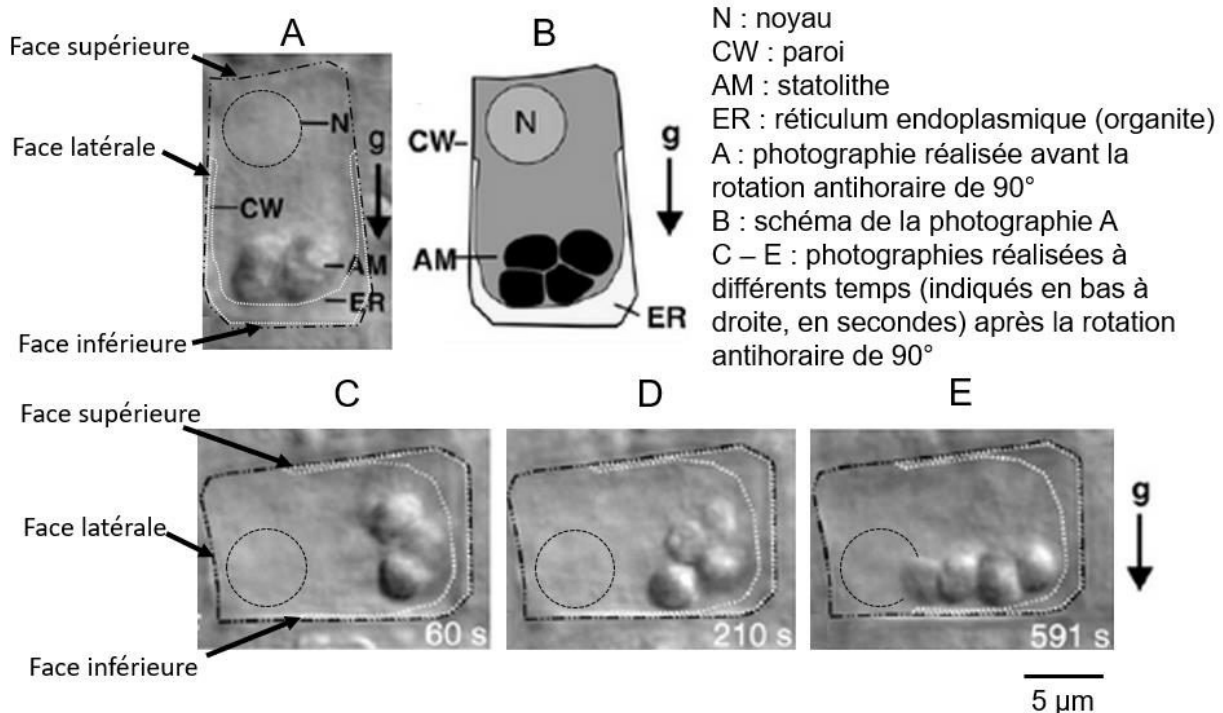 A
B
Face supérieure
N
g
Face latérale
CW
AM
ER
Face inférieure
CW
N
g
AM
ER
N : noyau
CW : paroi
AM : statolithe
ER : réticulum endoplasmique (organite)
A : photographie réalisée avant la
rotation antihoraire de 90°
B : schéma de la photographie A
C – E : photographies réalisées à
différents temps (indiqués en bas à
droite, en secondes) après la rotation
antihoraire de 90°
C
D
E
Face supérieure
Face latérale
Face inférieure
60 s
210 s
591 s
g
5 µm